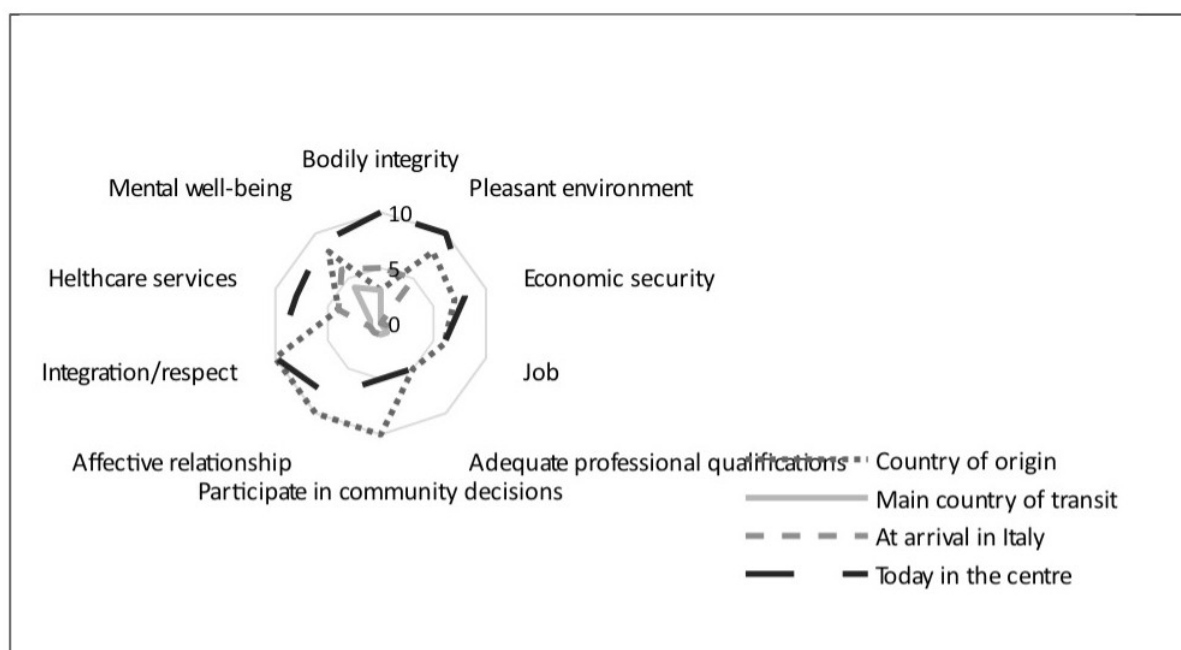 Bodily integrity
Mental well-being
Pleasant environment
10
Helthcare services
5
Economic security
0
Integration/respect
Job
Affective relationship
Adequate professional qualifications
Participate in community decisions
Country of origin
Main country of transit
At arrival in Italy
Today in the centre